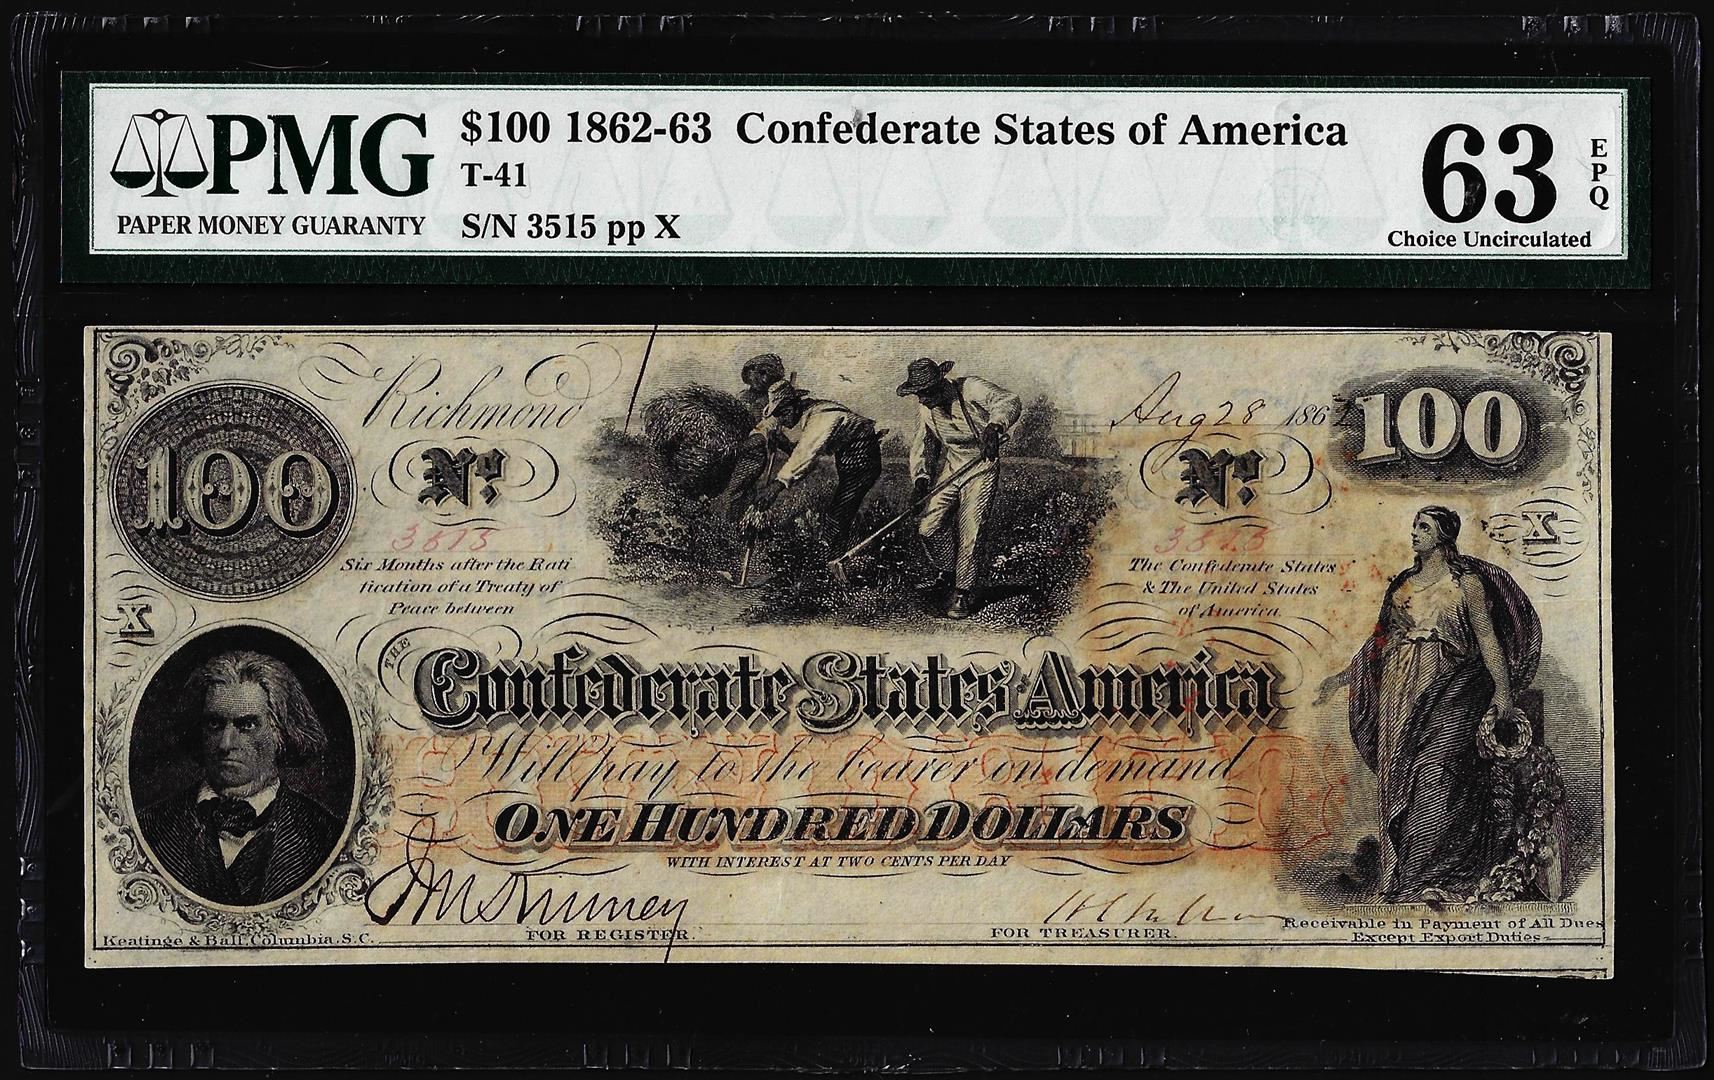 PMG
PAPER MONEY GUARANTY
$100 1862-63 Confederate States of America
T-41
S/N 3515 pp X
63
EPQ
Choice Uncirculated
Richmond
Aug 28 1862
100
100
No.
No.
3515
3515
Six Months after the Rati
fication of a Treaty of
Peace between
The Confederate States
& The United States
of America.
X
X
THE
Confederate States America
Will pay to the bearer on demand
ONE HUNDRED DOLLARS
WITH INTEREST AT TWO CENTS PER DAY
FOR REGISTER.
FOR TREASURER.
Keatinge & Ball, Columbia, S.C.
Receivable in Payment of All Dues
Except Export Duties